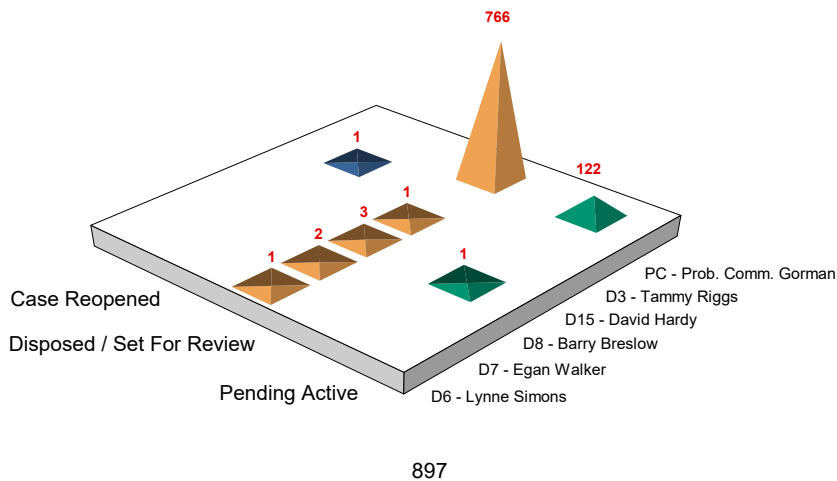 766
1
122
1
3
2
1
1
PC - Prob. Comm. Gorman
D3 - Tammy Riggs
Case Reopened
D15 - David Hardy
Disposed / Set For Review
D8 - Barry Breslow
D7 - Egan Walker
Pending Active
D6 - Lynne Simons
897